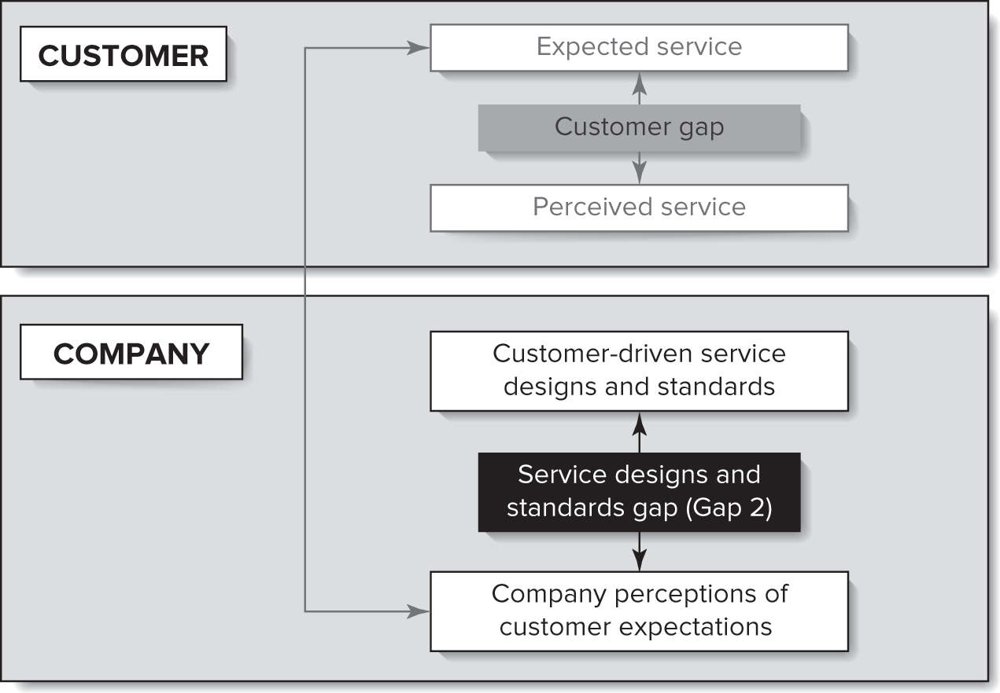 CUSTOMER
Expected service
Customer gap
Perceived service
COMPANY
Customer-driven service
designs and standards
Service designs and
standards gap (Gap 2)
Company perceptions of
customer expectations